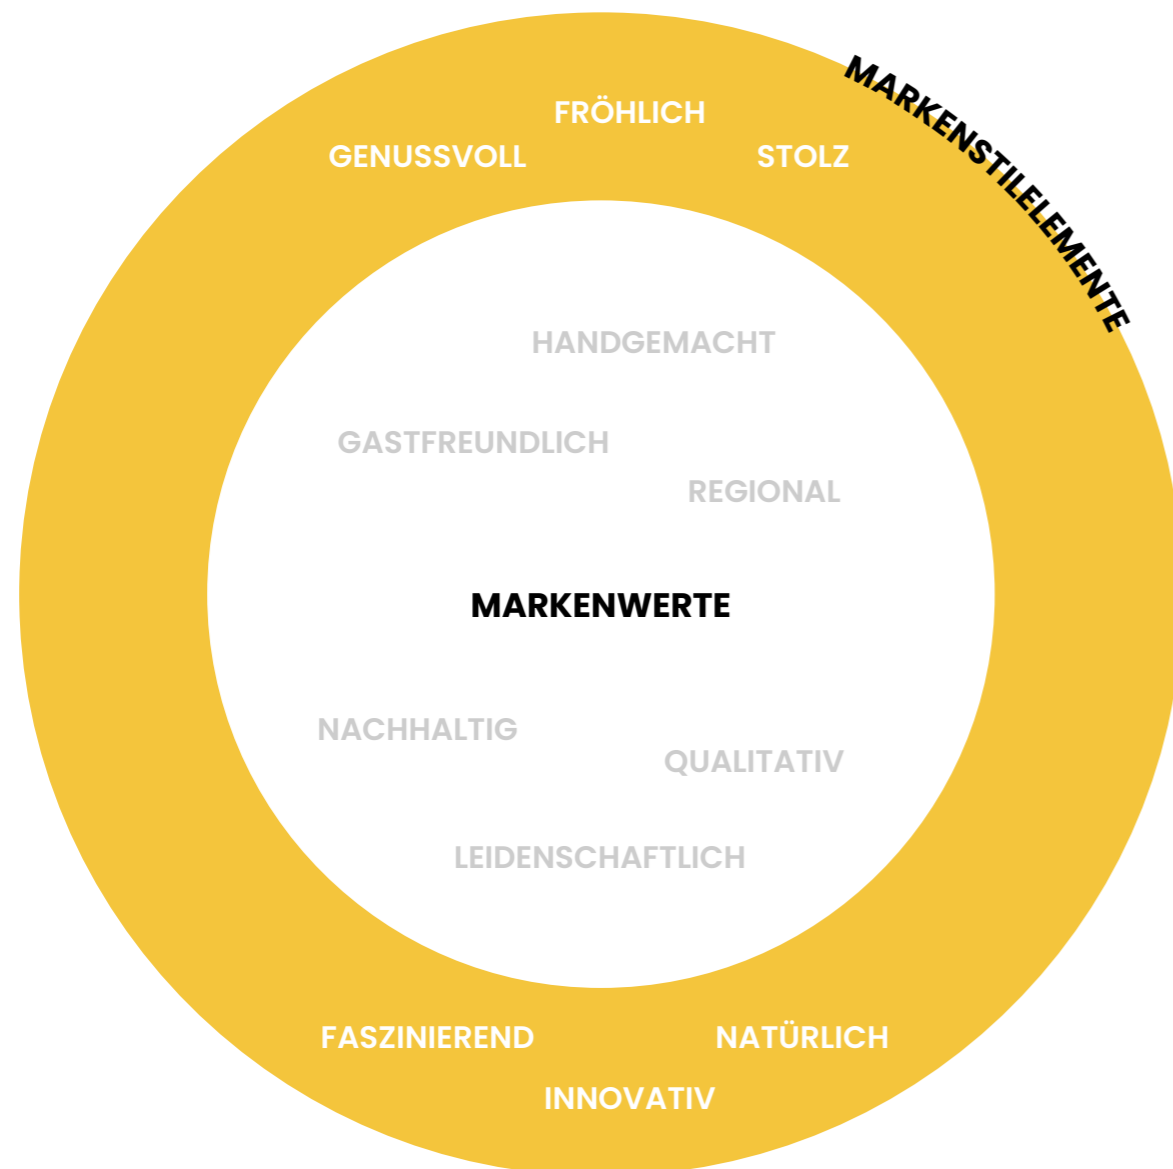 MARKENSTILELEMENTE
FRÖHLICH
GENUSSVOLL
STOLZ
HANDGEMACHT
GASTFREUNDLICH
REGIONAL
MARKENWERTE
NACHHALTIG
QUALITATIV
LEIDENSCHAFTLICH
FASZINIEREND
NATÜRLICH
INNOVATIV